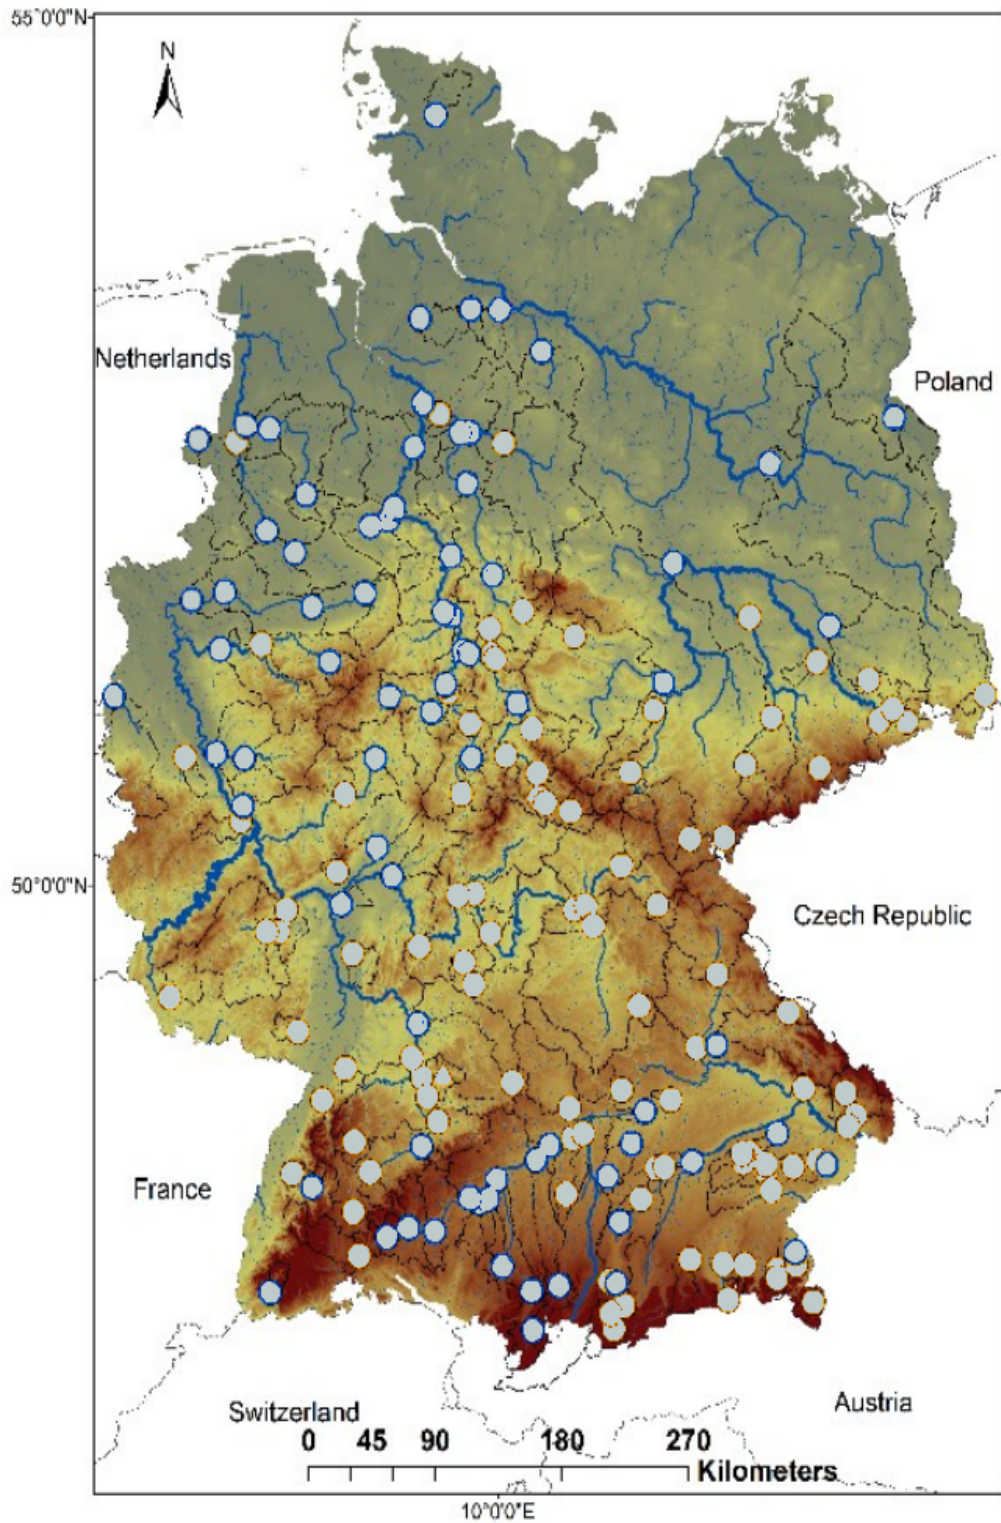 55°0'0"N
N
Netherlands
Poland
50°0'0"N
Czech Republic
France
Switzerland
Austria
0 45 90 180 270
Kilometers
10°0'0"E